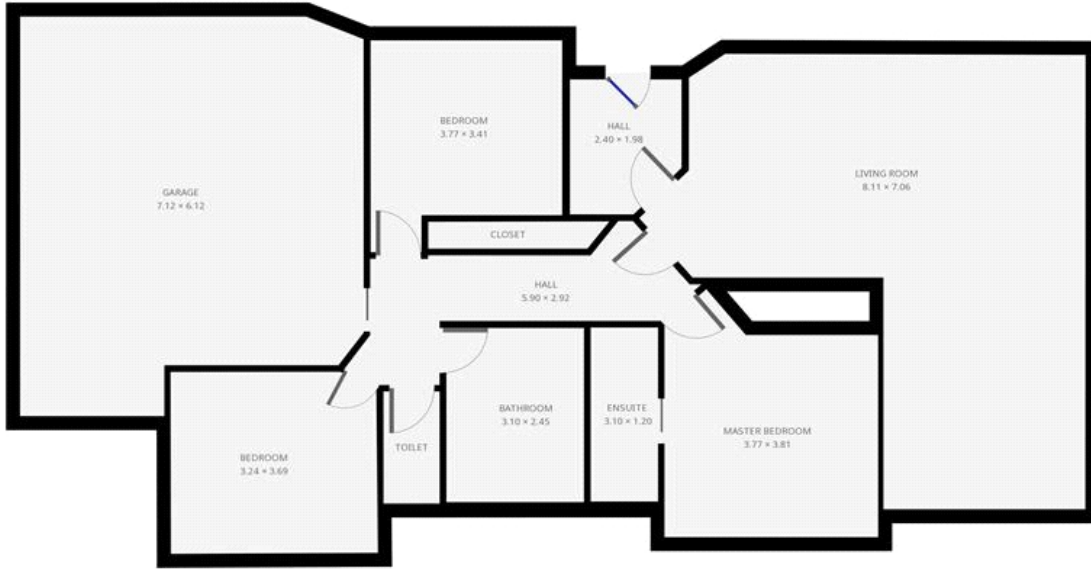 BEDROOM
3.77 × 3.41
HALL
2.40 × 1.98
LIVING ROOM
8.11 × 7.06
GARAGE
7.12 × 6.12
CLOSET
HALL
5.90 × 2.92
BATHROOM
3.10 × 2.45
ENSUITE
3.10 × 1.20
MASTER BEDROOM
3.77 × 3.81
TOILET
BEDROOM
3.24 × 3.69